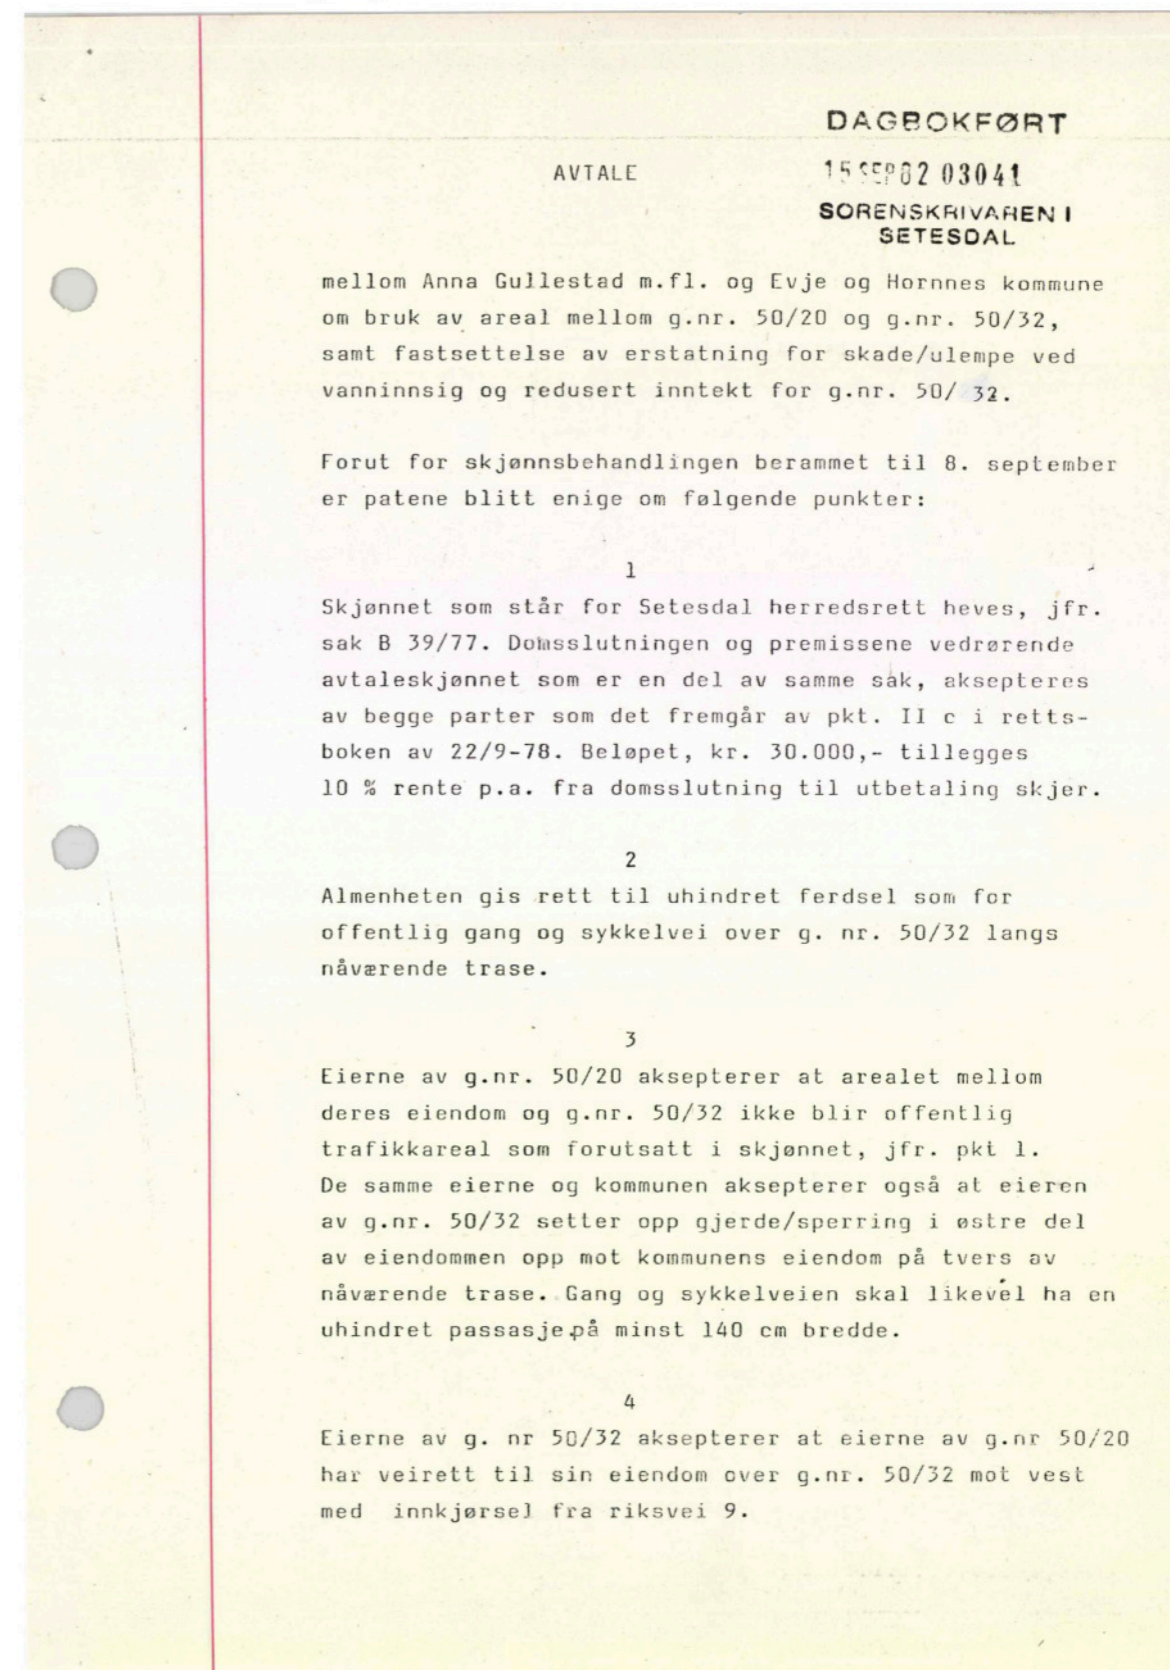 DAGBOKFØRT
AVTALE
15 SEP 82 03041
SORENSKRIVAREN I
SETESDAL
mellom Anna Gullestad m.fl. og Evje og Hornnes kommune
om bruk av areal mellom g.nr. 50/20 og g.nr. 50/32,
samt fastsettelse av erstatning for skade/ulempe ved
vanninnsig og redusert inntekt for g.nr. 50/ 32.
Forut for skjønnsbehandlingen berammet til 8. september
er patene blitt enige om følgende punkter:
1
Skjønnet som står for Setesdal herredsrett heves, jfr.
sak B 39/77. Domsslutningen og premissene vedrørende
avtaleskjønnet som er en del av samme sak, aksepteres
av begge parter som det fremgår av pkt. II c i retts-
boken av 22/9-78. Beløpet, kr. 30.000,- tillegges
10 % rente p.a. fra domsslutning til utbetaling skjer.
2
Almenheten gis rett til uhindret ferdsel som for
offentlig gang og sykkelvei over g. nr. 50/32 langs
nåværende trase.
3
Eierne av g.nr. 50/20 aksepterer at arealet mellom
deres eiendom og g.nr. 50/32 ikke blir offentlig
trafikkareal som forutsatt i skjønnet, jfr. pkt 1.
De samme eierne og kommunen aksepterer også at eieren
av g.nr. 50/32 setter opp gjerde/sperring i østre del
av eiendommen opp mot kommunens eiendom på tvers av
nåværende trase. Gang og sykkelveien skal likevel ha en
uhindret passasje på minst 140 cm bredde.
4
Eierne av g. nr 50/32 aksepterer at eierne av g.nr 50/20
har veirett til sin eiendom over g.nr. 50/32 mot vest
med  innkjørsel fra riksvei 9.